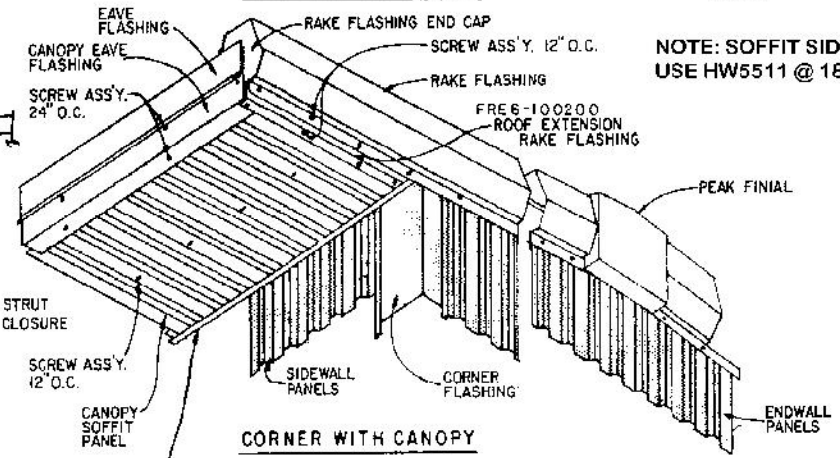 EAVE
FLASHING
RAKE FLASHING END CAP
CANOPY EAVE
FLASHING
SCREW ASS'Y. 12" O.C.
NOTE: SOFFIT SID
USE HW5511 @ 18
RAKE FLASHING
SCREW ASS'Y.
24" O.C.
FRE6-100200
ROOF EXTENSION
RAKE FLASHING
PEAK FINIAL
STRUT
CLOSURE
SCREW ASS'Y.
12" O.C.
SIDEWALL
PANELS
CORNER
FLASHING
CANOPY
SOFFIT
PANEL
ENDWALL
PANELS
CORNER WITH CANOPY